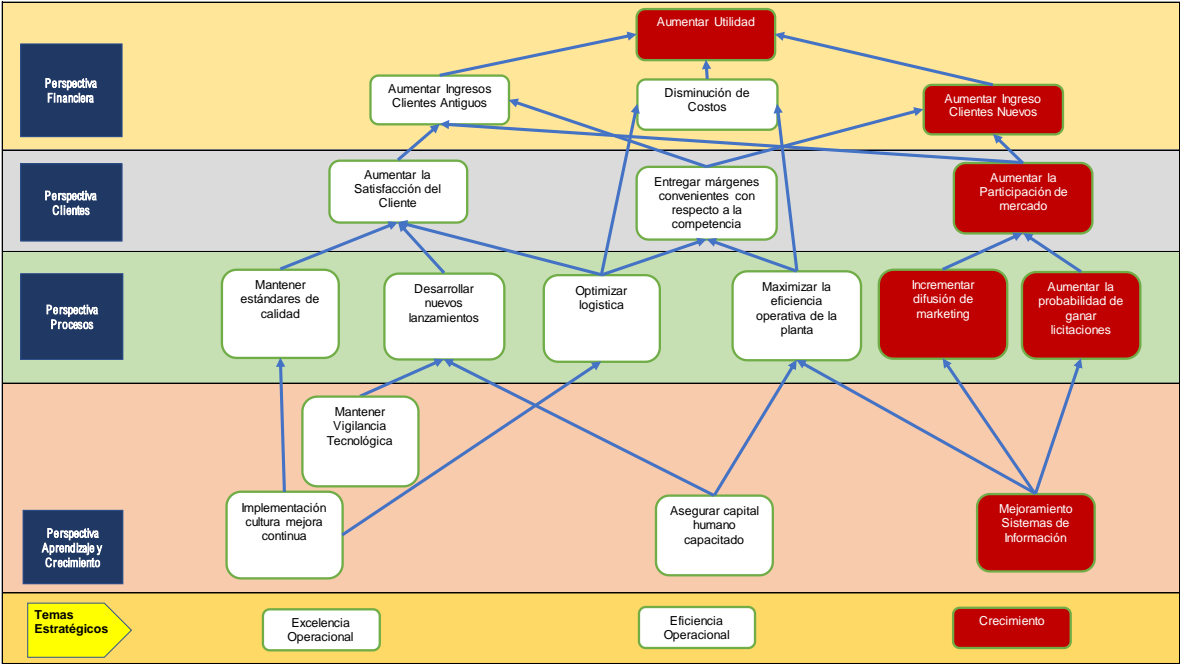 Aumentar Utilidad
Perspectiva
Financiera
Aumentar Ingresos
Clientes Antiguos
Disminución de
Costos
Aumentar Ingreso
Clientes Nuevos
Perspectiva
Clientes
Aumentar la
Satisfacción del
Cliente
Entregar márgenes
convenientes con
respecto a la
competencia
Aumentar la
Participación de
mercado
Perspectiva
Procesos
Mantener
estándares de
calidad
Desarrollar
nuevos
lanzamientos
Optimizar
logistica
Maximizar la
eficiencia
operativa de la
planta
Incrementar
difusión de
marketing
Aumentar la
probabilidad de
ganar
licitaciones
Mantener
Vigilancia
Tecnológica
Perspectiva
Aprendizaje y
Crecimiento
Implementación
cultura mejora
continua
Asegurar capital
humano
capacitado
Mejoramiento
Sistemas de
Información
Temas
Estratégicos
Excelencia
Operacional
Eficiencia
Operacional
Crecimiento